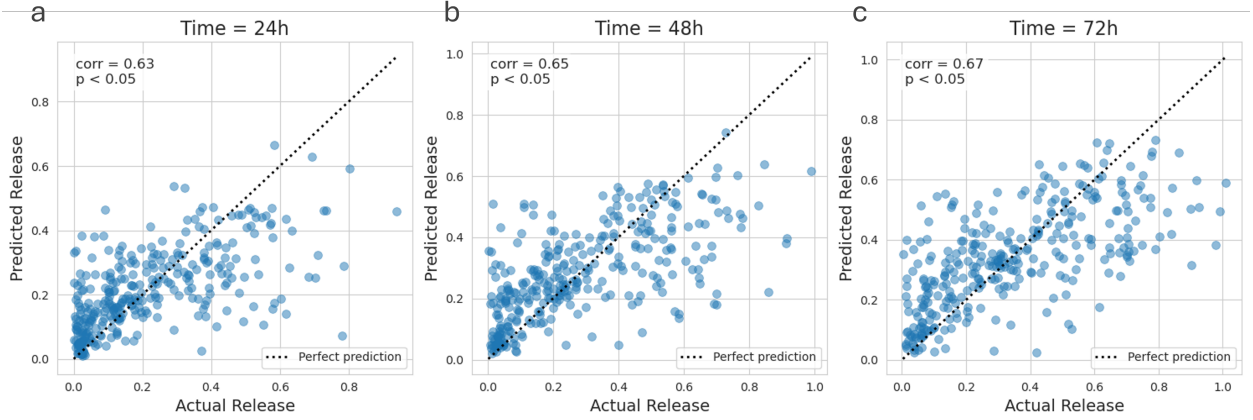 a
Time = 24h
corr = 0.63
p < 0.05
Predicted Release
0.8
0.6
0.4
0.2
0.0
0.0 0.2 0.4 0.6 0.8
Actual Release
Perfect prediction
b
Time = 48h
corr = 0.65
p < 0.05
Predicted Release
1.0
0.8
0.6
0.4
0.2
0.0
0.0 0.2 0.4 0.6 0.8 1.0
Actual Release
Perfect prediction
c
Time = 72h
corr = 0.67
p < 0.05
Predicted Release
1.0
0.8
0.6
0.4
0.2
0.0
0.0 0.2 0.4 0.6 0.8 1.0
Actual Release
Perfect prediction